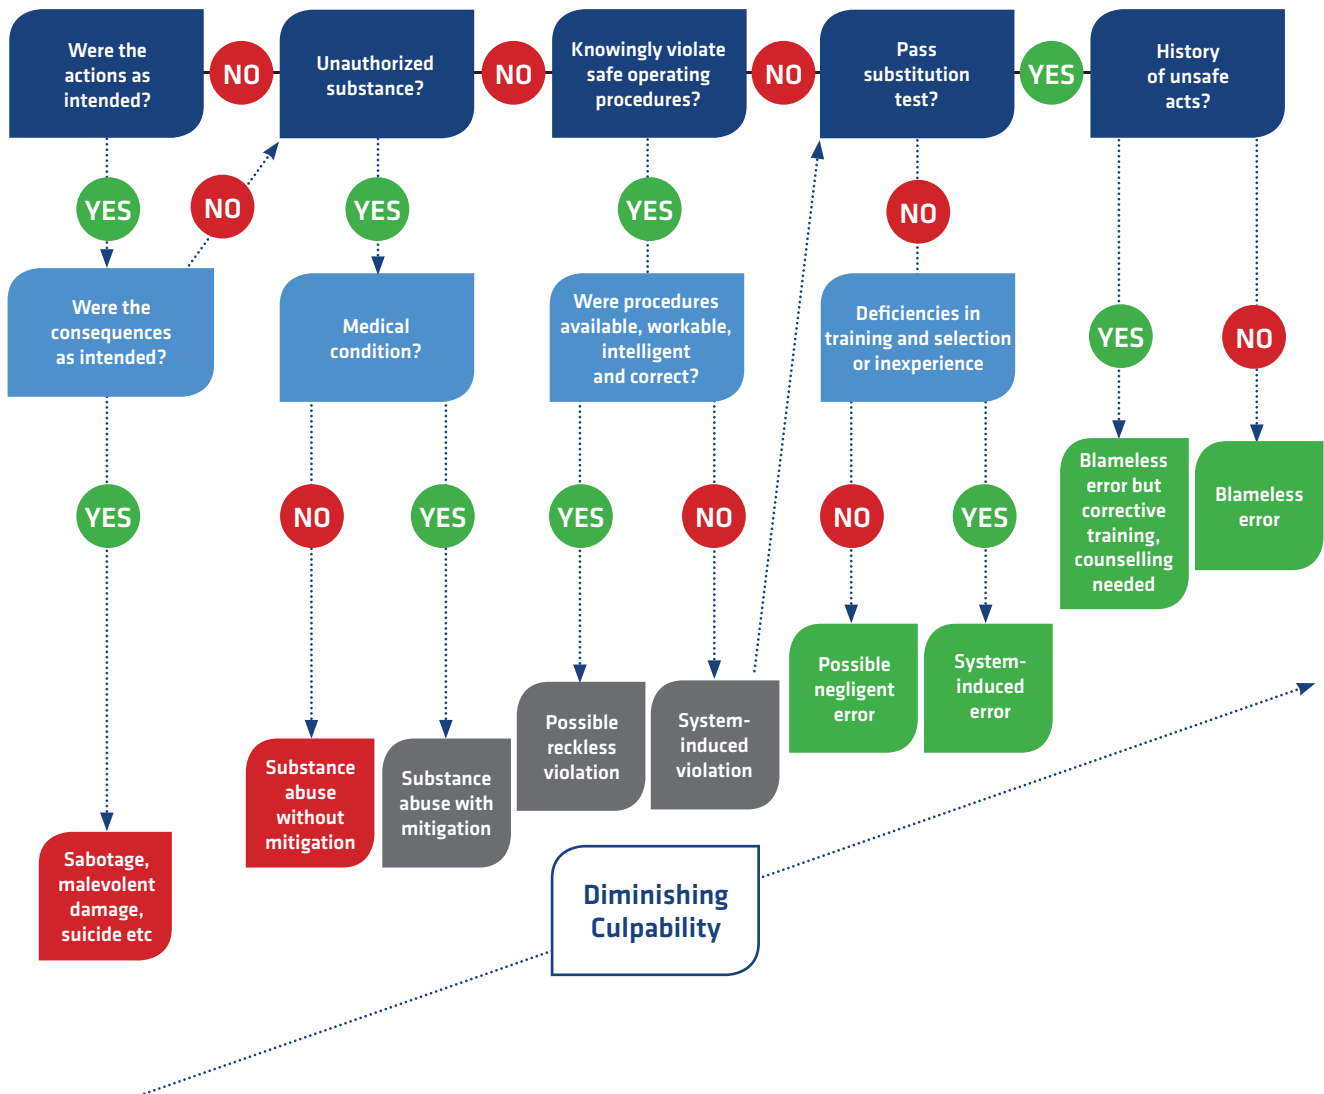 Were the
actions as
intended?
NO
Unauthorized
substance?
NO
Knowingly violate
safe operating
procedures?
NO
Pass
substitution
test?
YES
History
of unsafe
acts?
YES
NO
YES
YES
NO
Were the
consequences
as intended?
Medical
condition?
Were procedures
available, workable,
intelligent
and correct?
Deficiencies in
training and selection
or inexperience
YES
NO
YES
NO
YES
YES
NO
NO
YES
Blameless
error but
corrective
training,
counselling
needed
Blameless
error
Sabotage,
malevolent
damage,
suicide etc
Substance
abuse
without
mitigation
Substance
abuse with
mitigation
Possible
reckless
violation
System-
induced
violation
Possible
negligent
error
System-
induced
error
Diminishing
Culpability